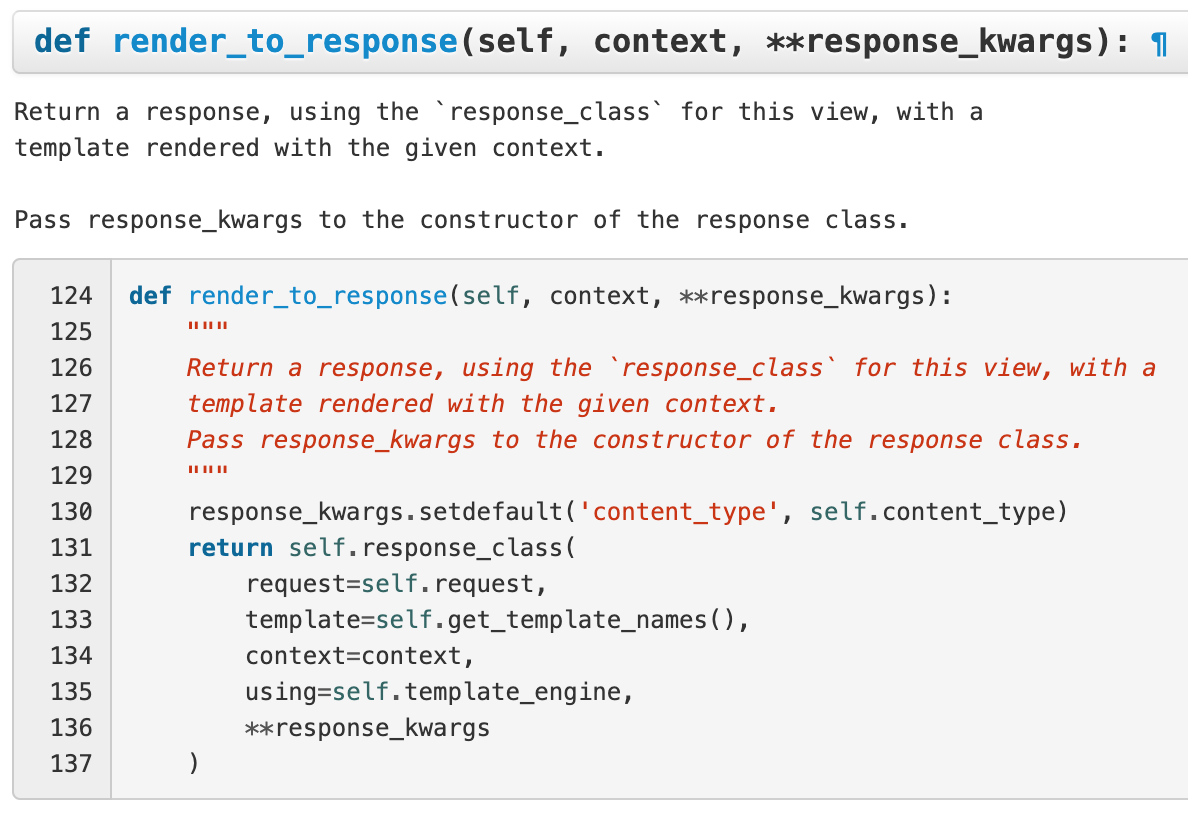 def render_to_response(self, context, **response_kwargs): ¶
Return a response, using the `response_class` for this view, with a
template rendered with the given context.
Pass response_kwargs to the constructor of the response class.
124 def render_to_response(self, context, **response_kwargs):
125     """
126     Return a response, using the `response_class` for this view, with a
127     template rendered with the given context.
128     Pass response_kwargs to the constructor of the response class.
129     """
130     response_kwargs.setdefault('content_type', self.content_type)
131     return self.response_class(
132         request=self.request,
133         template=self.get_template_names(),
134         context=context,
135         using=self.template_engine,
136         **response_kwargs
137     )